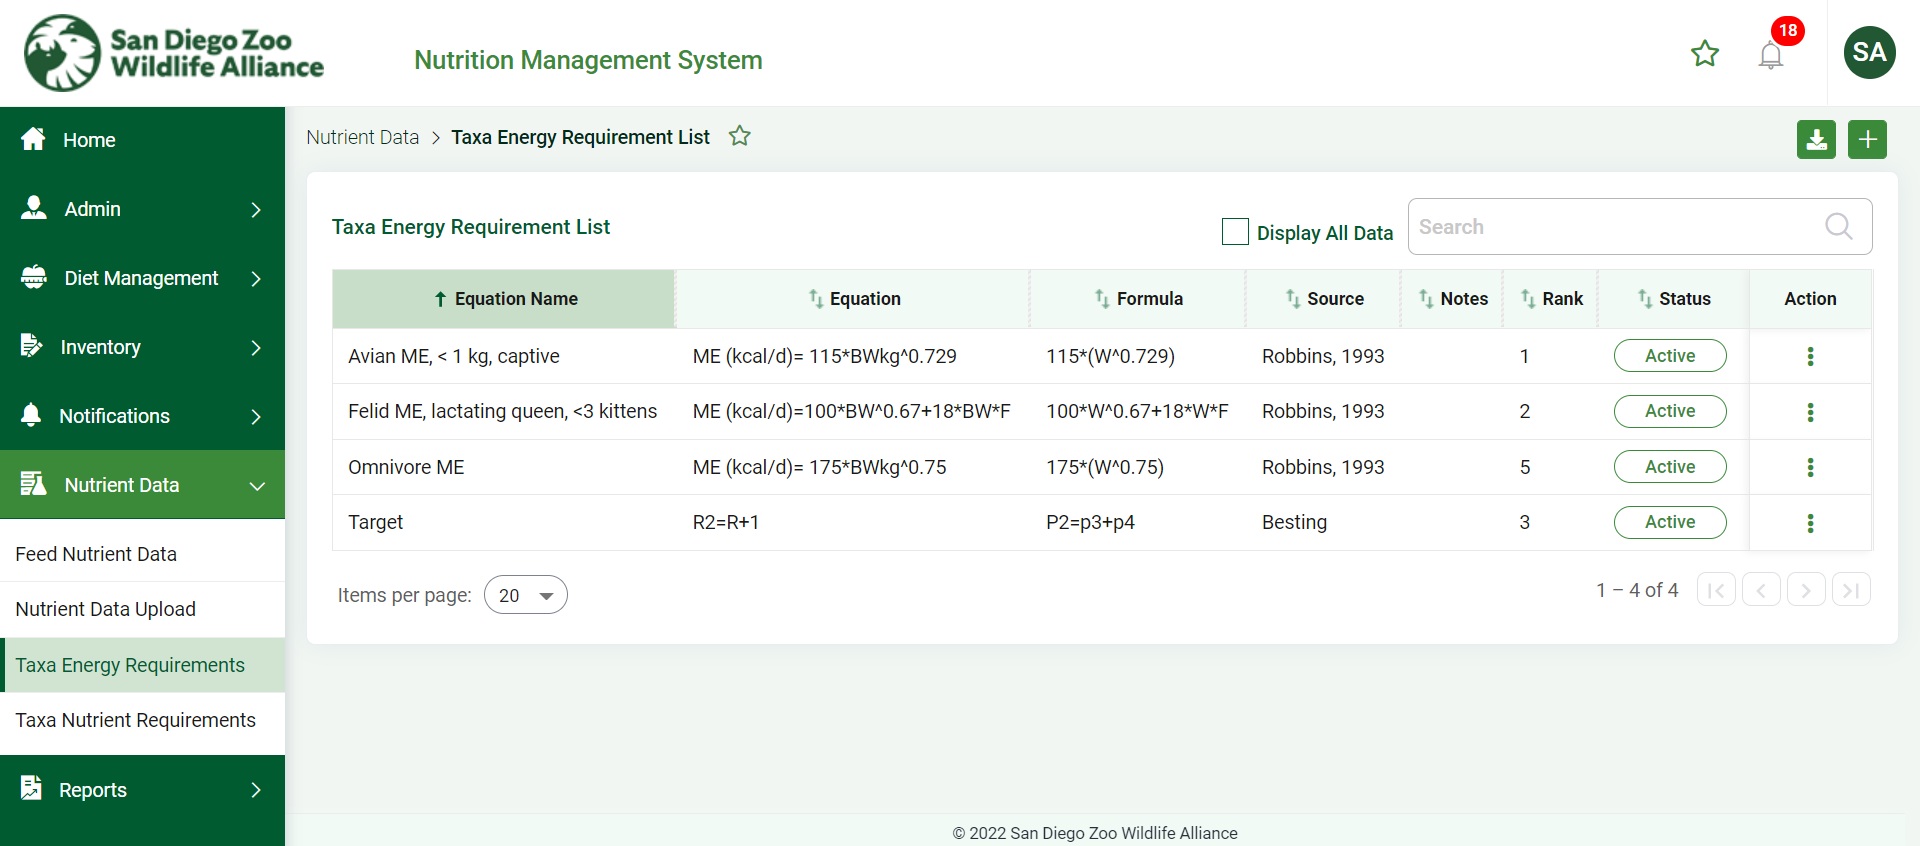 San Diego Zoo
Wildlife Alliance
Nutrition Management System
18
SA
Home
Admin
Diet Management
Inventory
Notifications
Nutrient Data
Feed Nutrient Data
Nutrient Data Upload
Taxa Energy Requirements
Taxa Nutrient Requirements
Reports
Nutrient Data > Taxa Energy Requirement List
Taxa Energy Requirement List
Display All Data
Search
Equation Name Equation Formula Source Notes Rank Status Action
Avian ME, < 1 kg, captive ME (kcal/d)= 115*BWkg^0.729 115*(W^0.729) Robbins, 1993 1 Active
Felid ME, lactating queen, <3 kittens ME (kcal/d)=100*BW^0.67+18*BW*F 100*W^0.67+18*W*F Robbins, 1993 2 Active
Omnivore ME ME (kcal/d)= 175*BWkg^0.75 175*(W^0.75) Robbins, 1993 5 Active
Target R2=R+1 P2=p3+p4 Besting 3 Active
Items per page: 20
1 – 4 of 4
© 2022 San Diego Zoo Wildlife Alliance